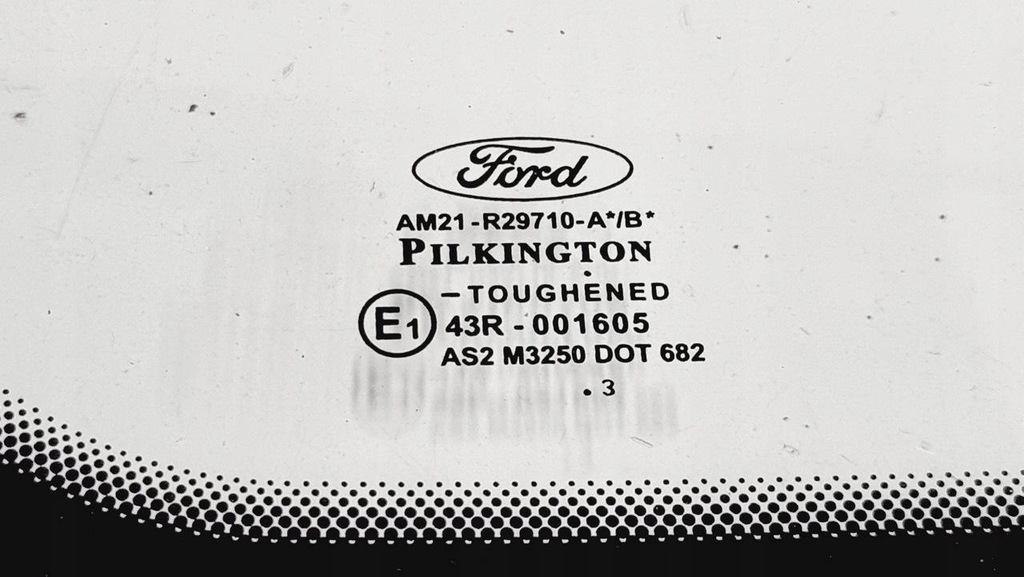 Ford
AM21-R29710-A*/B*
PILKINGTON
-TOUGHENED
E1 43R - 001605
AS2 M3250 DOT 682
. 3